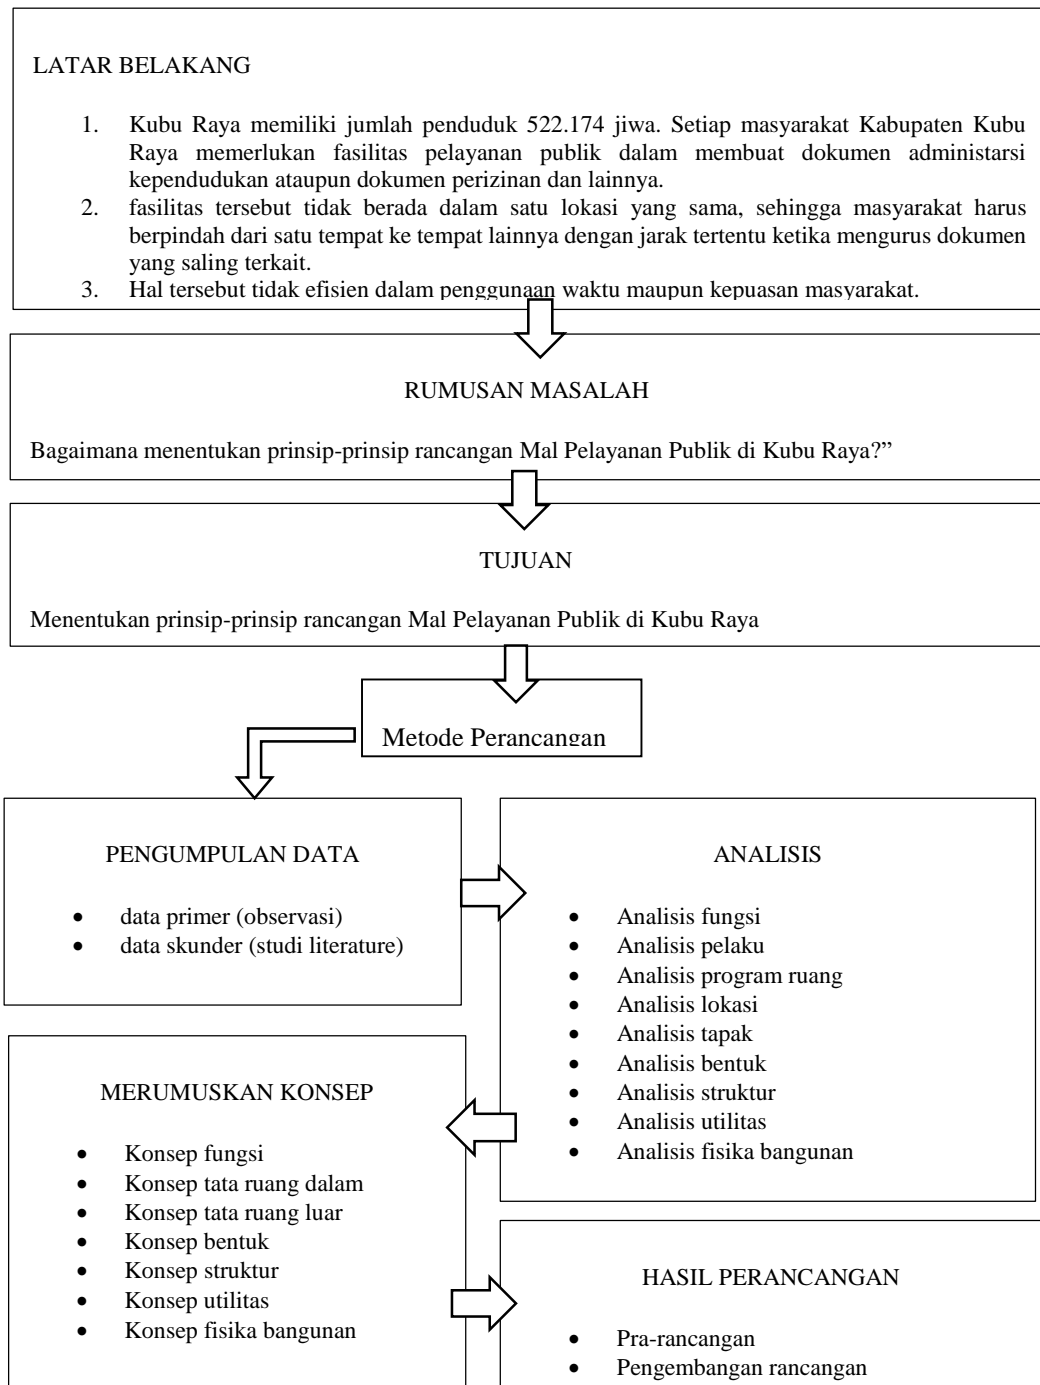 LATAR BELAKANG
1. Kubu Raya memiliki jumlah penduduk 522.174 jiwa. Setiap masyarakat Kabupaten Kubu
Raya memerlukan fasilitas pelayanan publik dalam membuat dokumen administarsi
kependudukan ataupun dokumen perizinan dan lainnya.
2. fasilitas tersebut tidak berada dalam satu lokasi yang sama, sehingga masyarakat harus
berpindah dari satu tempat ke tempat lainnya dengan jarak tertentu ketika mengurus dokumen
yang saling terkait.
3. Hal tersebut tidak efisien dalam penggunaan waktu maupun kepuasan masyarakat.
RUMUSAN MASALAH
Bagaimana menentukan prinsip-prinsip rancangan Mal Pelayanan Publik di Kubu Raya?”
TUJUAN
Menentukan prinsip-prinsip rancangan Mal Pelayanan Publik di Kubu Raya
Metode Perancangan
PENGUMPULAN DATA
• data primer (observasi)
• data skunder (studi literature)
ANALISIS
• Analisis fungsi
• Analisis pelaku
• Analisis program ruang
• Analisis lokasi
• Analisis tapak
• Analisis bentuk
• Analisis struktur
• Analisis utilitas
• Analisis fisika bangunan
MERUMUSKAN KONSEP
• Konsep fungsi
• Konsep tata ruang dalam
• Konsep tata ruang luar
• Konsep bentuk
• Konsep struktur
• Konsep utilitas
• Konsep fisika bangunan
HASIL PERANCANGAN
• Pra-rancangan
• Pengembangan rancangan